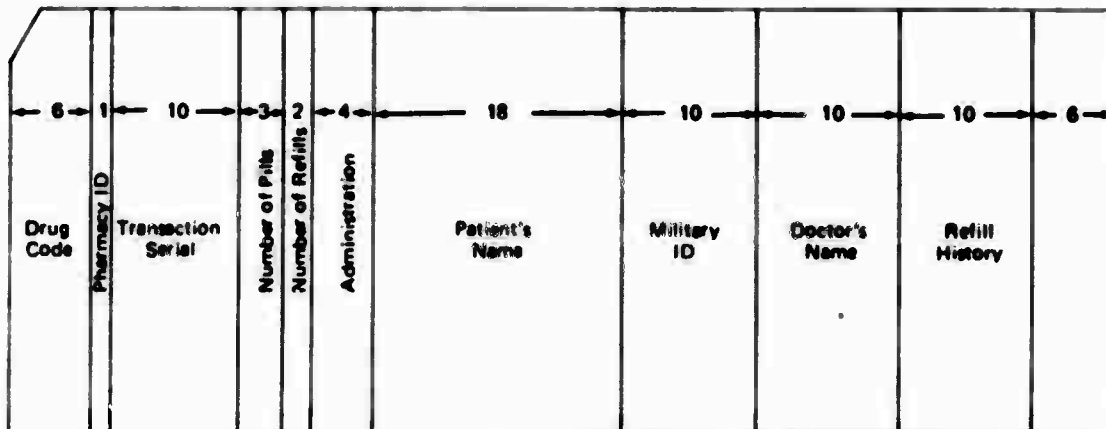 6 1 10 3 2 4 18 10 10 10 6
Drug
Code
Pharmacy ID
Transaction
Serial
Number of Pills
Number of Refills
Administration
Patient's
Name
Military
ID
Doctor's
Name
Refill
History